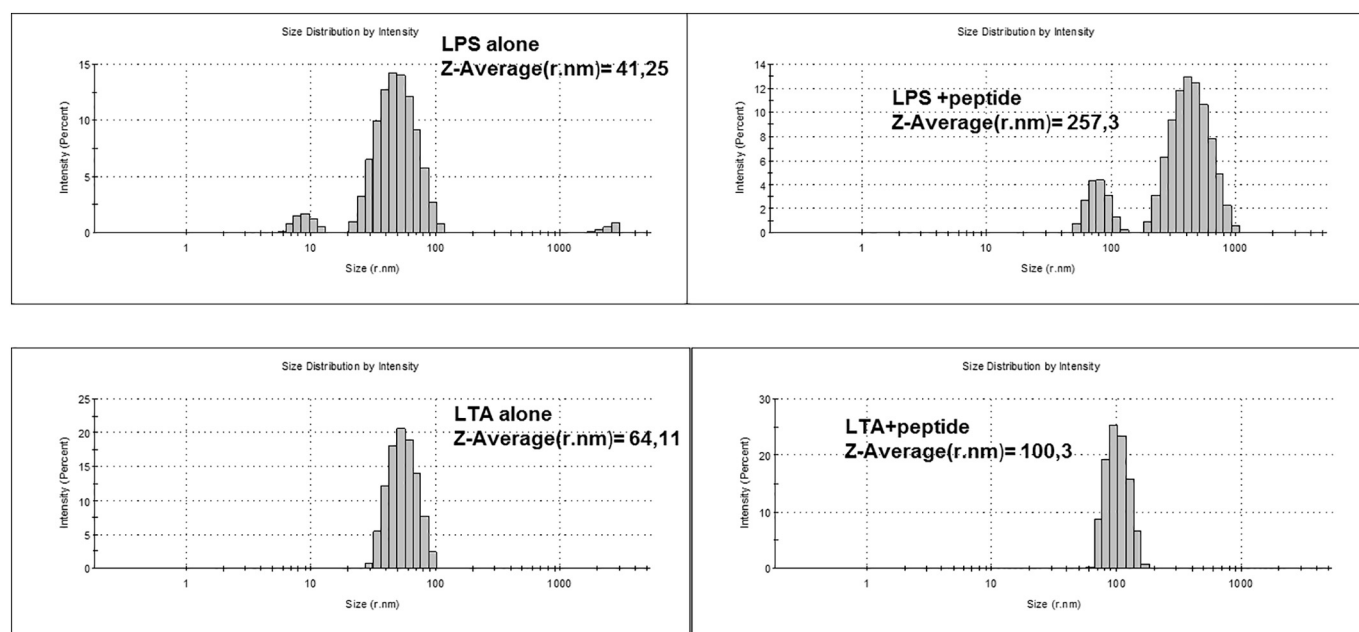 Size Distribution by Intensity
LPS alone
Z-Average(r.nm)= 41,25
15
10
5
0
Intensity (Percent)
1
10
100
1000
Size (r.nm)
Size Distribution by Intensity
LPS +peptide
Z-Average(r.nm)= 257,3
14
12
10
8
6
4
2
0
Intensity (Percent)
1
10
100
1000
Size (r.nm)
Size Distribution by Intensity
LTA alone
Z-Average(r.nm)= 64,11
25
20
15
10
5
0
Intensity (Percent)
1
10
100
1000
Size (r.nm)
Size Distribution by Intensity
LTA+peptide
Z-Average(r.nm)= 100,3
30
20
10
0
Intensity (Percent)
1
10
100
1000
Size (r.nm)